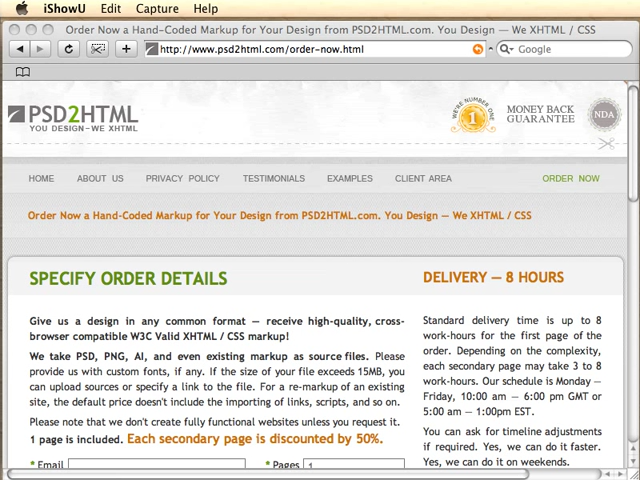 iShowU Edit Capture Help
Order Now a Hand-Coded Markup for Your Design from PSD2HTML.com. You Design — We XHTML / CSS
http://www.psd2html.com/order-now.html
Google
PSD2HTML
YOU DESIGN-WE XHTML
WE'RE NUMBER ONE
1
MONEY BACK
GUARANTEE
NDA
HOME ABOUT US PRIVACY POLICY TESTIMONIALS EXAMPLES CLIENT AREA ORDER NOW
Order Now a Hand-Coded Markup for Your Design from PSD2HTML.com. You Design — We XHTML / CSS
SPECIFY ORDER DETAILS
Give us a design in any common format — receive high-quality, cross-
browser compatible W3C Valid XHTML / CSS markup!
We take PSD, PNG, AI, and even existing markup as source files. Please
provide us with custom fonts, if any. If the size of your file exceeds 15MB, you
can upload sources or specify a link to the file. For a re-markup of an existing
site, the default price doesn't include the importing of links, scripts, and so on.
Please note that we don't create fully functional websites unless you request it.
1 page is included. Each secondary page is discounted by 50%.
* Email
* Pages 1
DELIVERY — 8 HOURS
Standard delivery time is up to 8
work-hours for the first page of the
order. Depending on the complexity,
each secondary page may take 3 to 8
work-hours. Our schedule is Monday —
Friday, 10:00 am — 6:00 pm GMT or
5:00 am — 1:00pm EST.
You can ask for timeline adjustments
if required. Yes, we can do it faster.
Yes, we can do it on weekends.